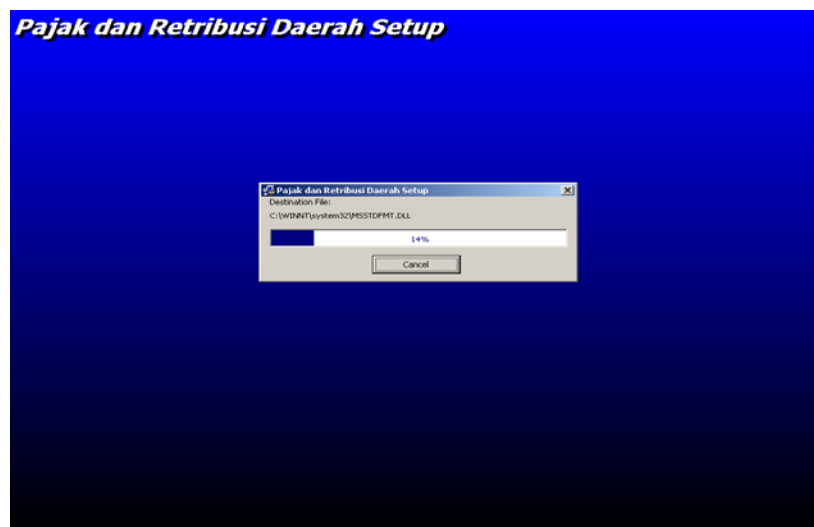 Pajak dan Retribusi Daerah Setup
Pajak dan Retribusi Daerah Setup
Destination File:
C:\WINNT\system32\MSSTDFMT.DLL
14%
Cancel